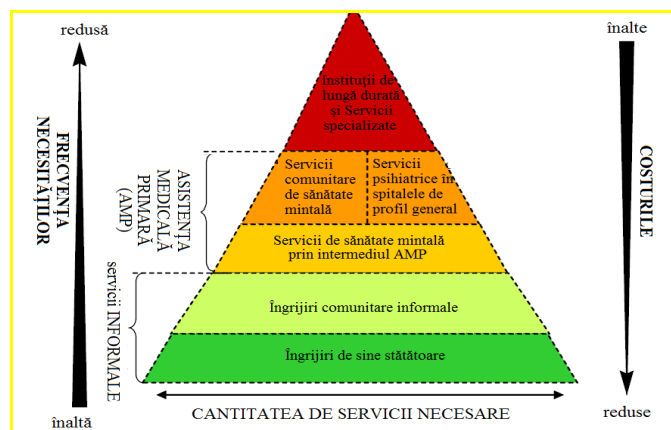 redusă
înaltă
FRECVENȚA
NECESITĂȚILOR
ASISTENȚA
MEDICALĂ
PRIMARĂ
(AMP)
servicii INFORMALE
Instituții de
lungă durată
și Servicii
specializate
Servicii
comunitare
de sănătate
mintală
Servicii
psihiatrice în
spitalele de
profil general
Servicii de sănătate mintală
prin intermediul AMP
Îngrijiri comunitare informale
Îngrijiri de sine stătătoare
CANTITATEA DE SERVICII NECESARE
înalte
COSTURILE
reduse